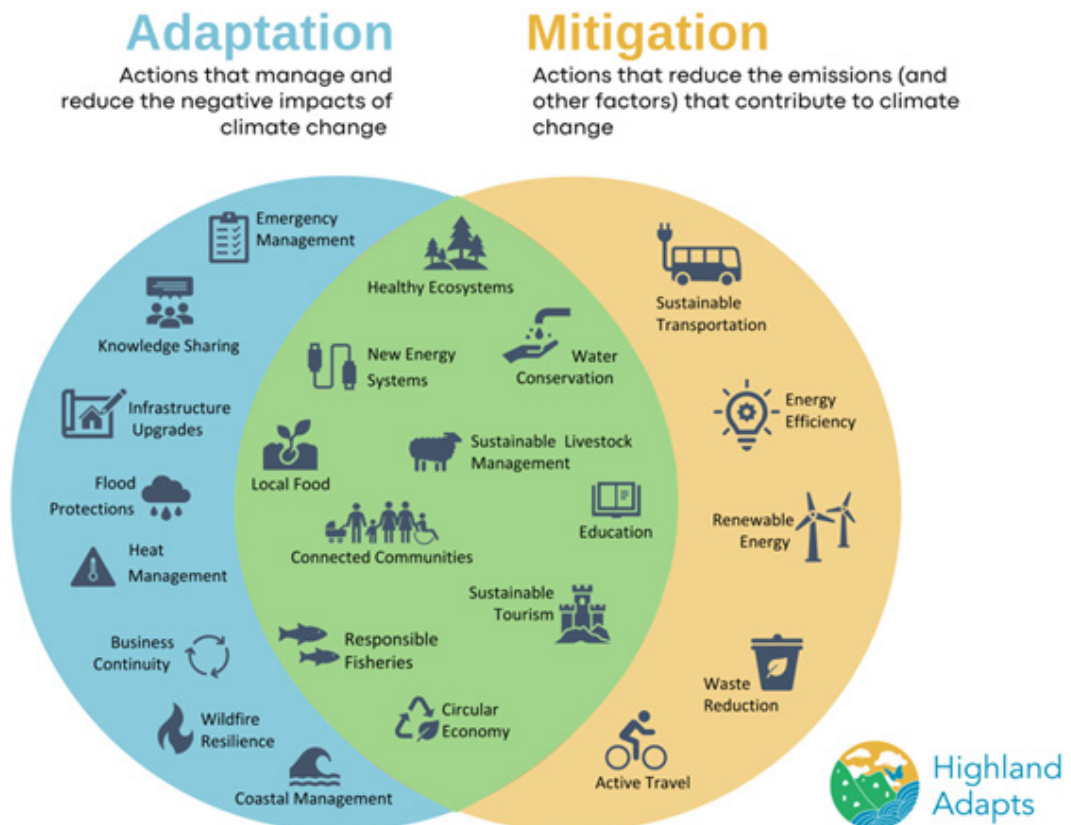 Adaptation
Actions that manage and
reduce the negative impacts of
climate change
Mitigation
Actions that reduce the emissions (and
other factors) that contribute to climate
change
Emergency
Management
Knowledge Sharing
Infrastructure
Upgrades
Flood
Protections
Heat
Management
Business
Continuity
Wildfire
Resilience
Coastal Management
Healthy Ecosystems
New Energy
Systems
Water
Conservation
Local Food
Sustainable Livestock
Management
Education
Connected Communities
Sustainable
Tourism
Responsible
Fisheries
Circular
Economy
Sustainable
Transportation
Energy
Efficiency
Renewable
Energy
Waste
Reduction
Active Travel
Highland
Adapts